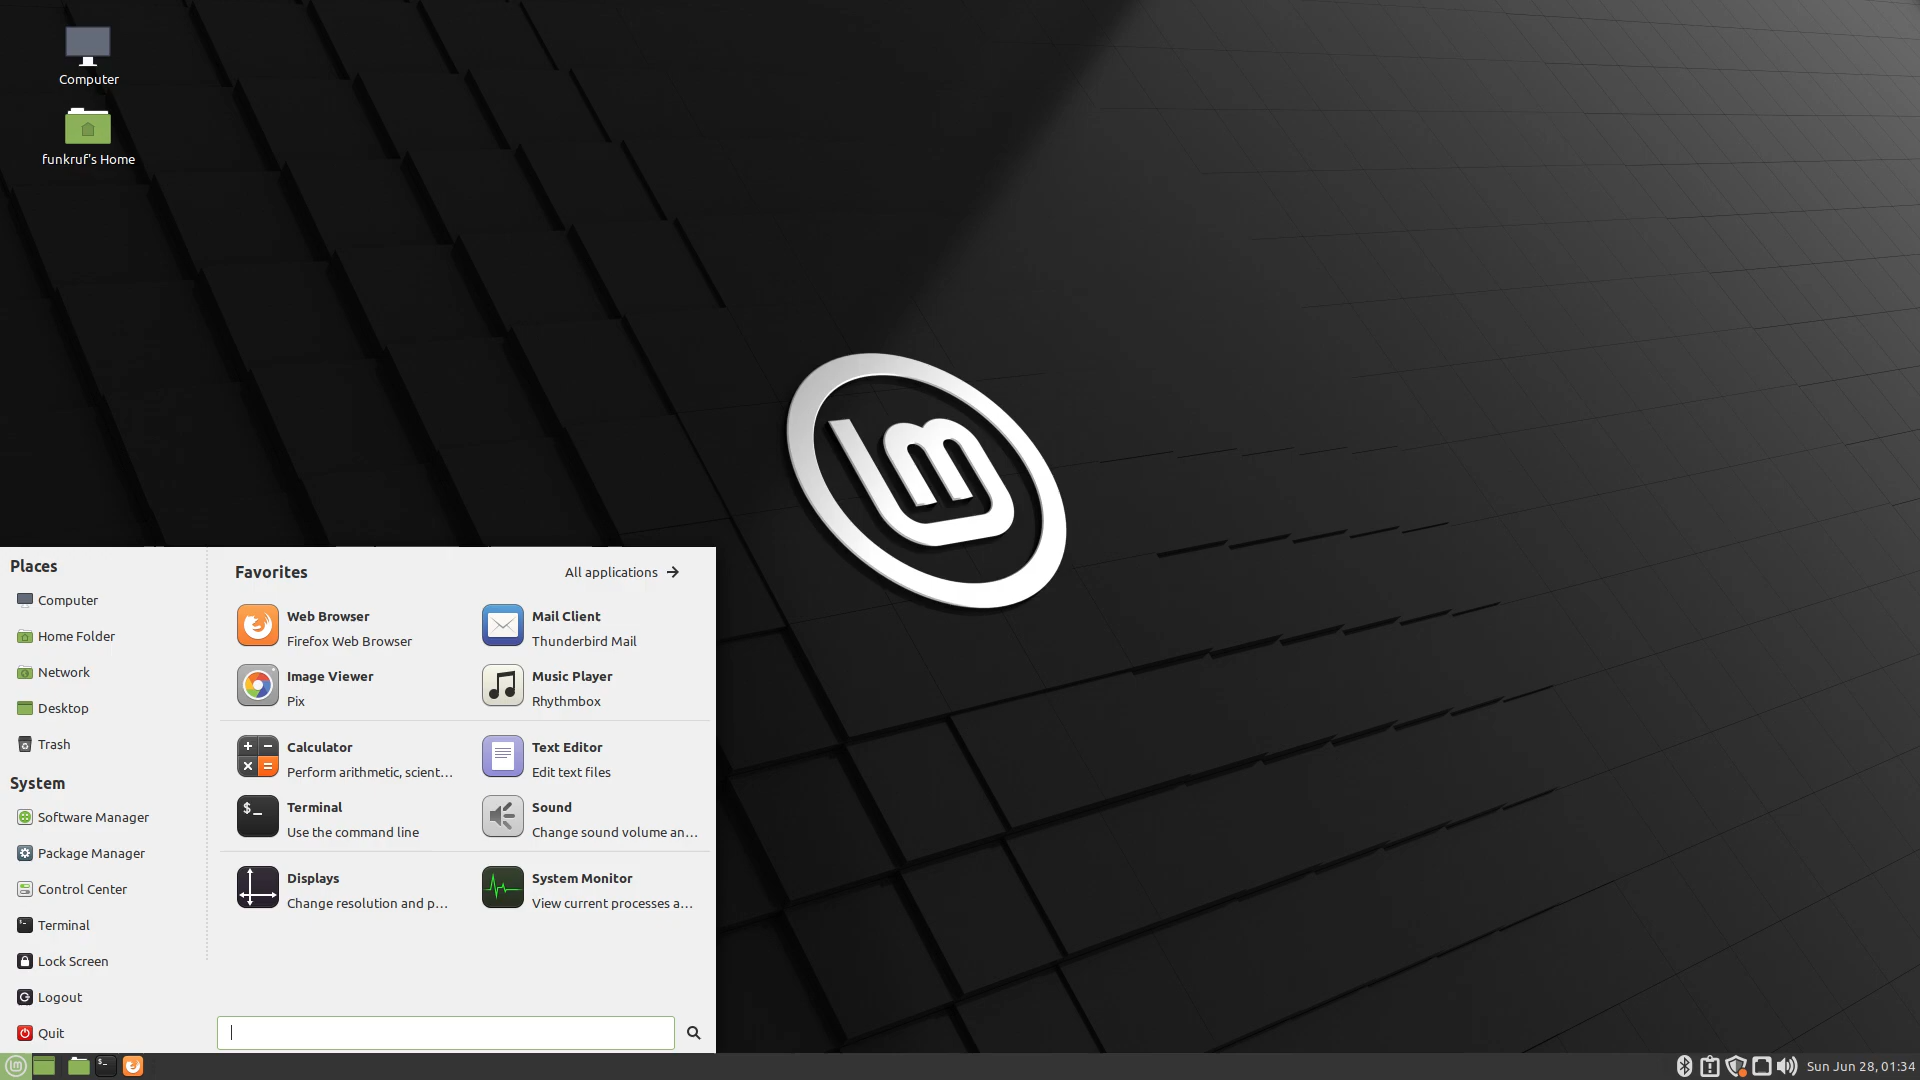 Computer
funkruf's Home
Places
Computer
Home Folder
Network
Desktop
Trash
System
Software Manager
Package Manager
Control Center
Terminal
Lock Screen
Logout
Quit
Favorites
All applications
Web Browser
Firefox Web Browser
Mail Client
Thunderbird Mail
Image Viewer
Pix
Music Player
Rhythmbox
Calculator
Perform arithmetic, scient...
Text Editor
Edit text files
Terminal
Use the command line
Sound
Change sound volume an...
Displays
Change resolution and p...
System Monitor
View current processes a...
Sun Jun 28, 01:34